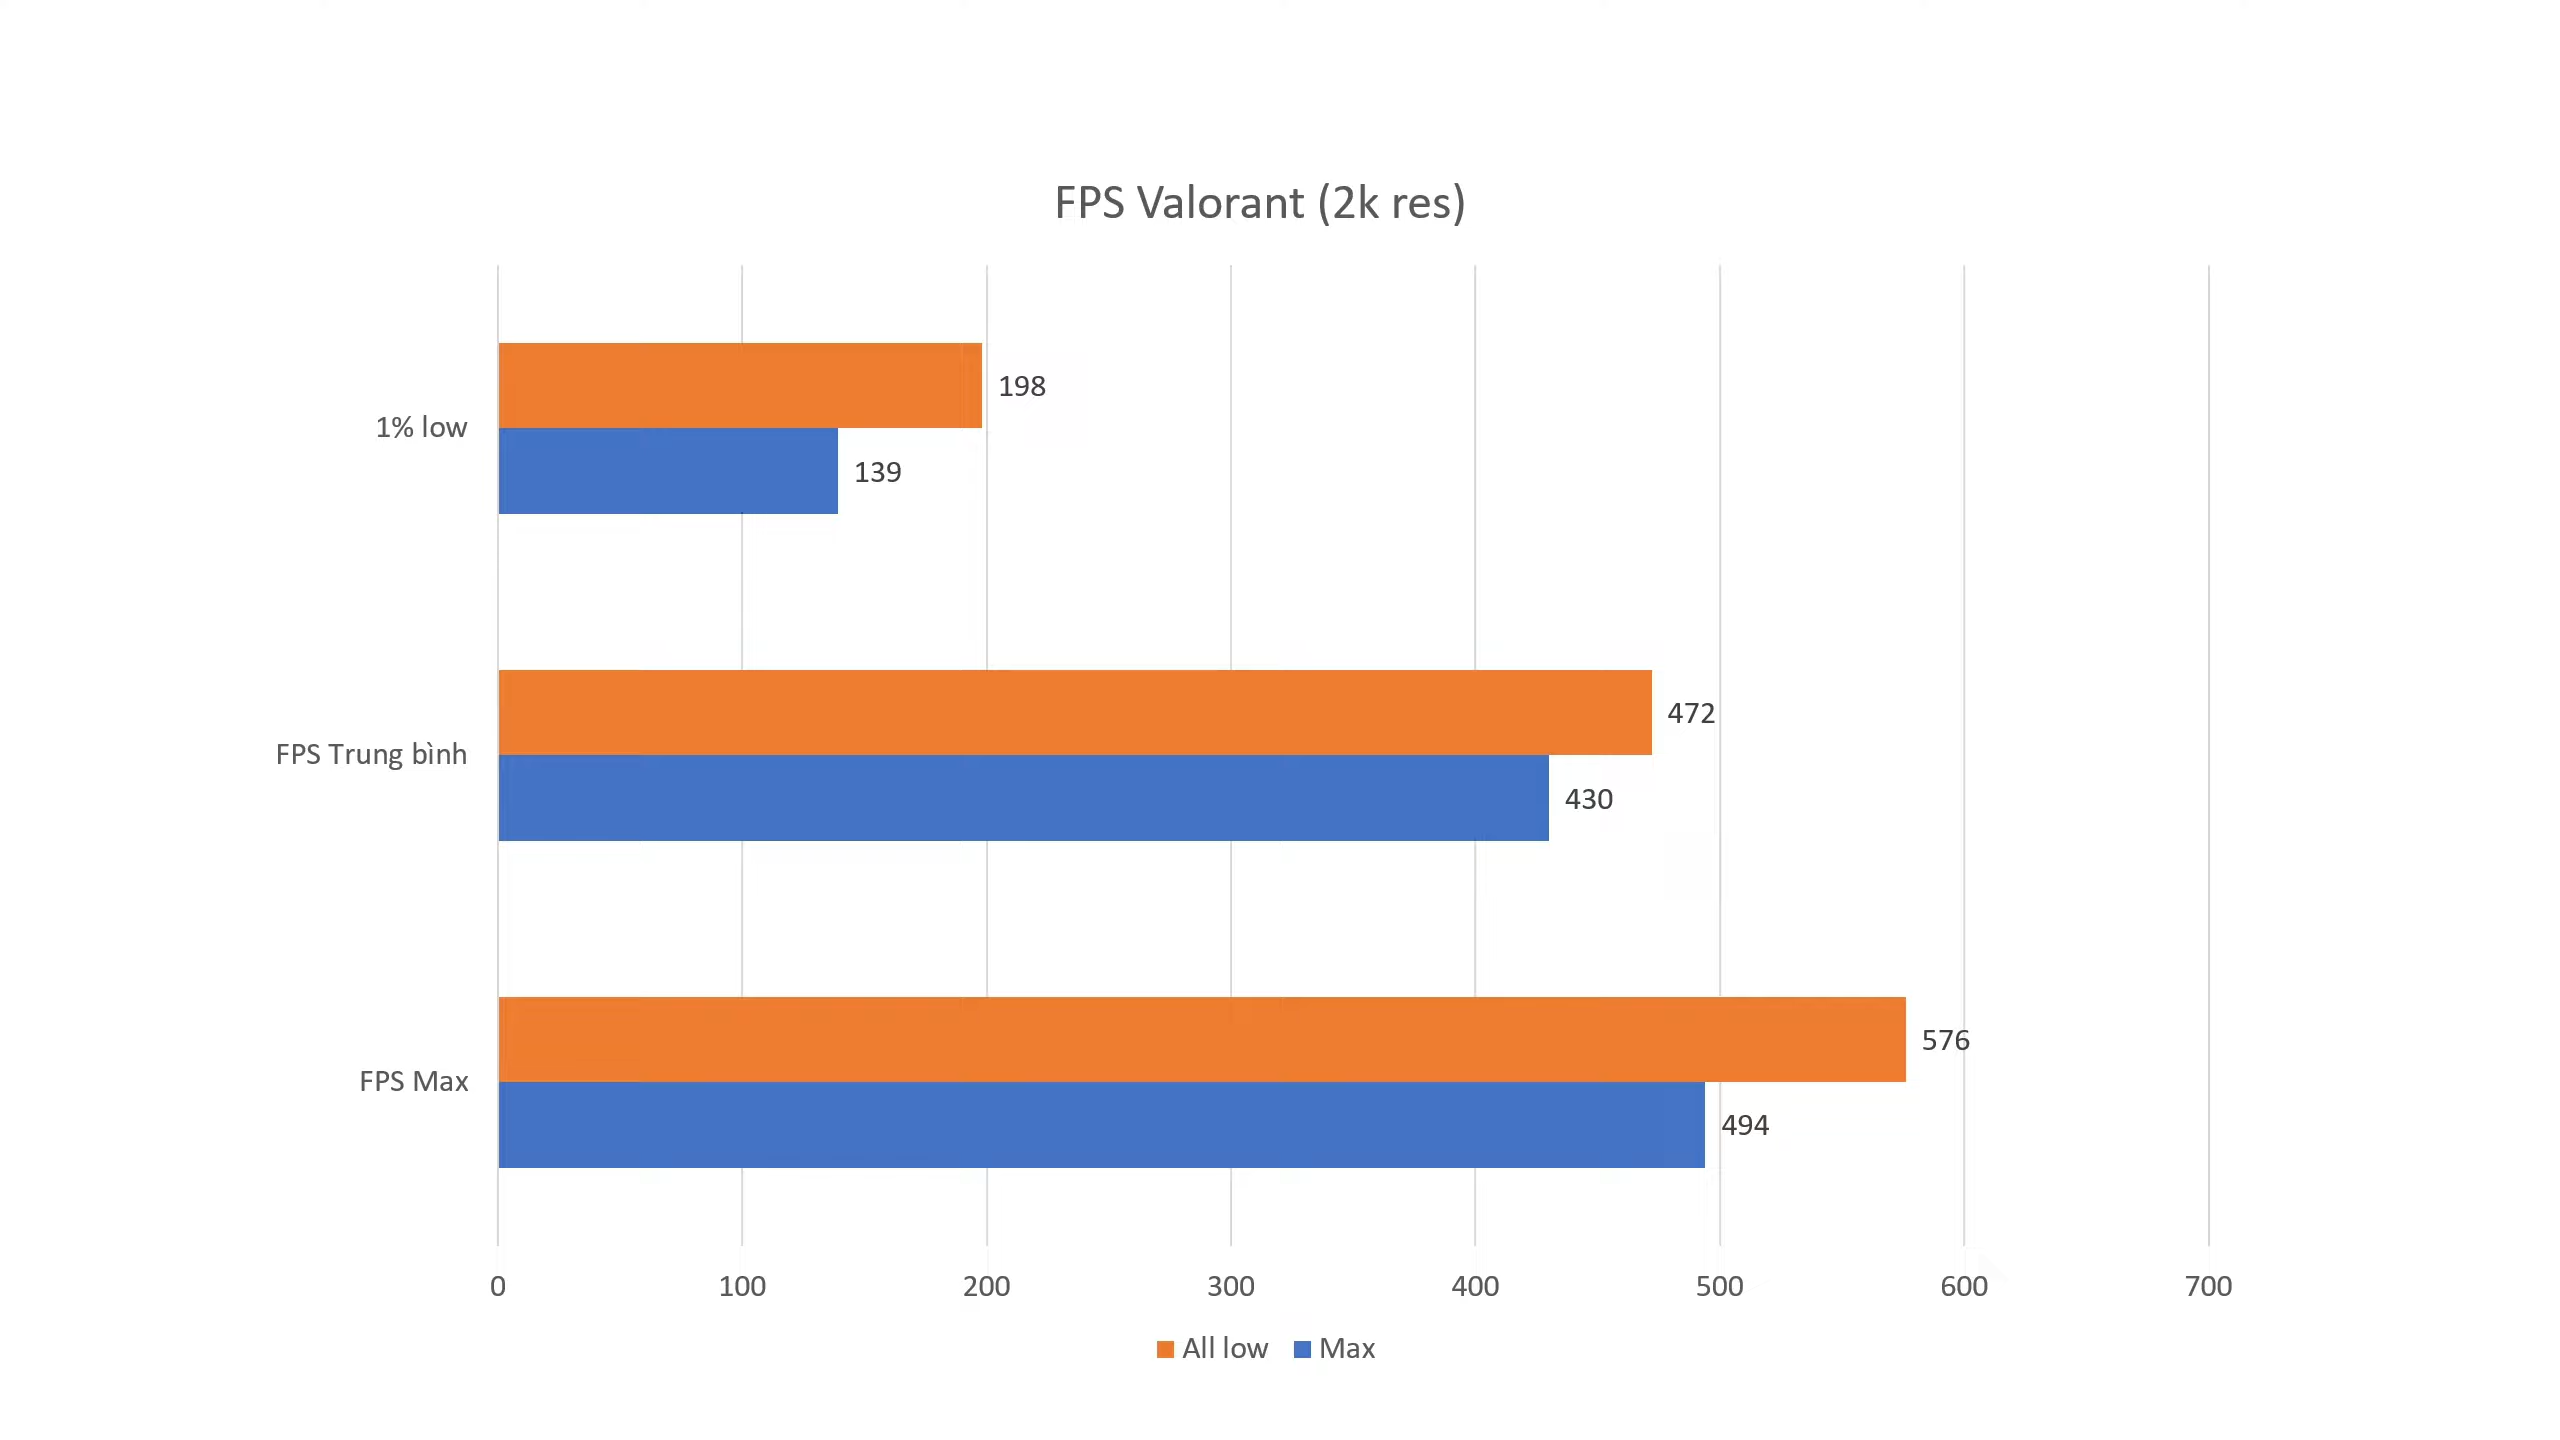 FPS Valorant (2k res)
1% low
198
139
FPS Trung bình
472
430
FPS Max
576
494
0 100 200 300 400 500 600 700
All low Max